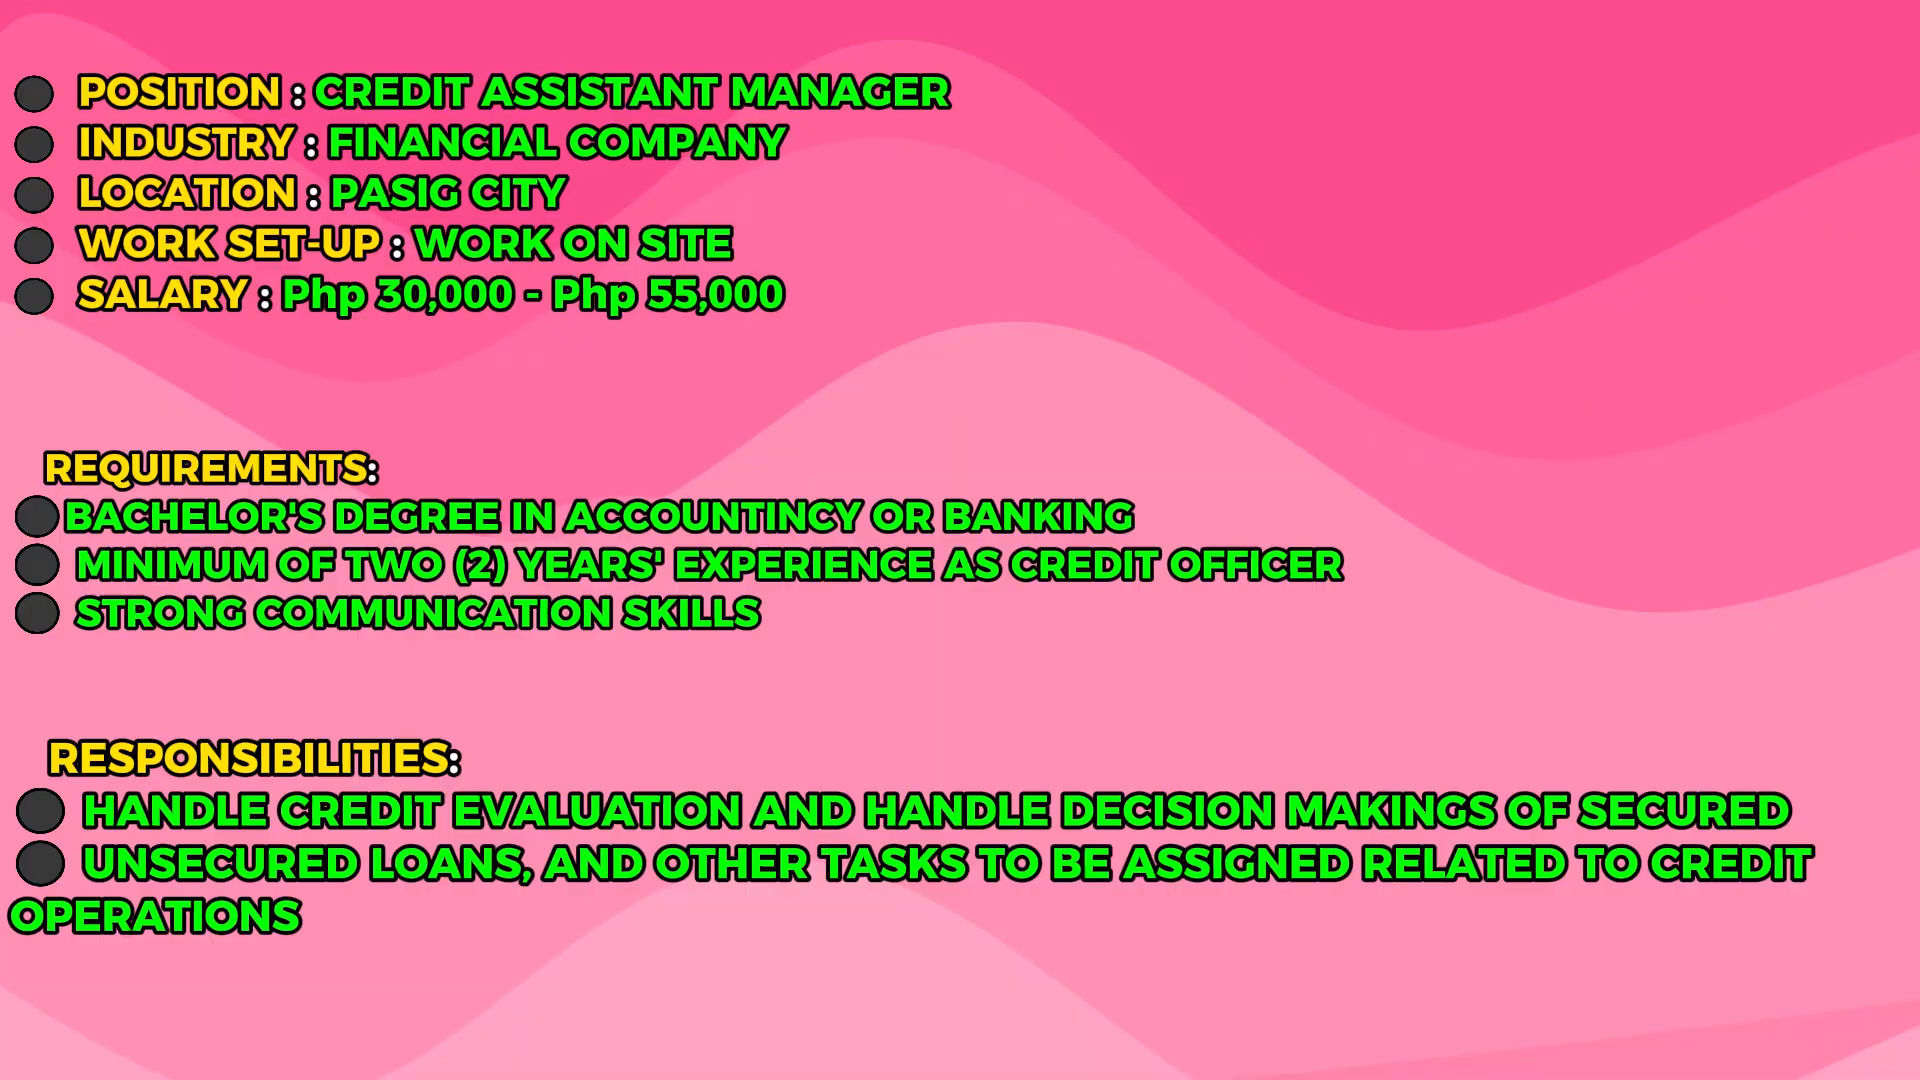 ● POSITION : CREDIT ASSISTANT MANAGER
● INDUSTRY : FINANCIAL COMPANY
● LOCATION : PASIG CITY
● WORK SET-UP : WORK ON SITE
● SALARY : Php 30,000 - Php 55,000
REQUIREMENTS:
● BACHELOR'S DEGREE IN ACCOUNTINCY OR BANKING
● MINIMUM OF TWO (2) YEARS' EXPERIENCE AS CREDIT OFFICER
● STRONG COMMUNICATION SKILLS
RESPONSIBILITIES:
● HANDLE CREDIT EVALUATION AND HANDLE DECISION MAKINGS OF SECURED
● UNSECURED LOANS, AND OTHER TASKS TO BE ASSIGNED RELATED TO CREDIT
OPERATIONS